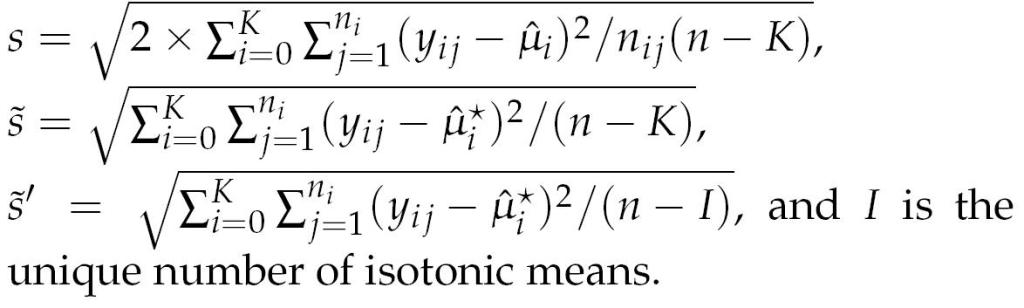 s = √(2 × ∑_{i=0}^{K} ∑_{j=1}^{n_i} (y_{ij} − μ̂_i)²/n_{ij}(n − K)),
s̃ = √(∑_{i=0}^{K} ∑_{j=1}^{n_i} (y_{ij} − μ̂_i^⋆)²/(n − K)),
s̃′ = √(∑_{i=0}^{K} ∑_{j=1}^{n_i} (y_{ij} − μ̂_i^⋆)²/(n − I)), and I is the
unique number of isotonic means.